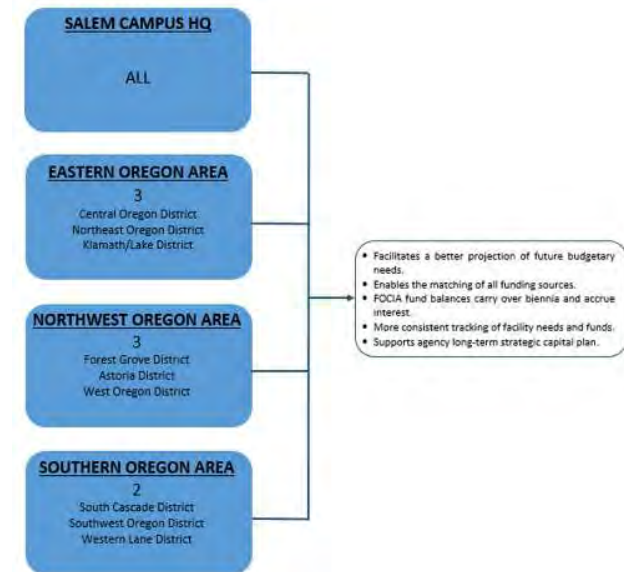 SALEM CAMPUS HQ
ALL
EASTERN OREGON AREA
3
Central Oregon District
Northeast Oregon District
Klamath/Lake District
NORTHWEST OREGON AREA
3
Forest Grove District
Astoria District
West Oregon District
SOUTHERN OREGON AREA
2
South Cascade District
Southwest Oregon District
Western Lane District
• Facilitates a better projection of future budgetary
needs.
• Enables the matching of all funding sources.
• FOCIA fund balances carry over biennia and accrue
interest.
• More consistent tracking of facility needs and funds.
• Supports agency long-term strategic capital plan.